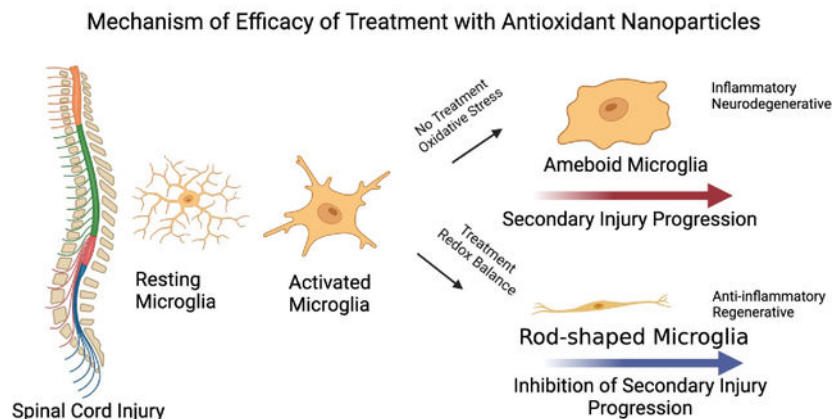 Mechanism of Efficacy of Treatment with Antioxidant Nanoparticles
Spinal Cord Injury
Resting
Microglia
Activated
Microglia
No Treatment
Oxidative Stress
Ameboid Microglia
Inflammatory
Neurodegenerative
Secondary Injury Progression
Treatment
Redox Balance
Anti-inflammatory
Regenerative
Rod-shaped Microglia
Inhibition of Secondary Injury
Progression